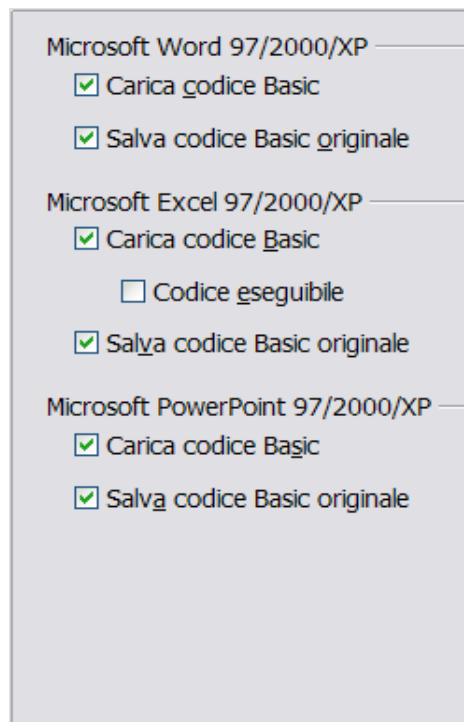 Microsoft Word 97/2000/XP
Carica codice Basic
Salva codice Basic originale
Microsoft Excel 97/2000/XP
Carica codice Basic
Codice eseguibile
Salva codice Basic originale
Microsoft PowerPoint 97/2000/XP
Carica codice Basic
Salva codice Basic originale